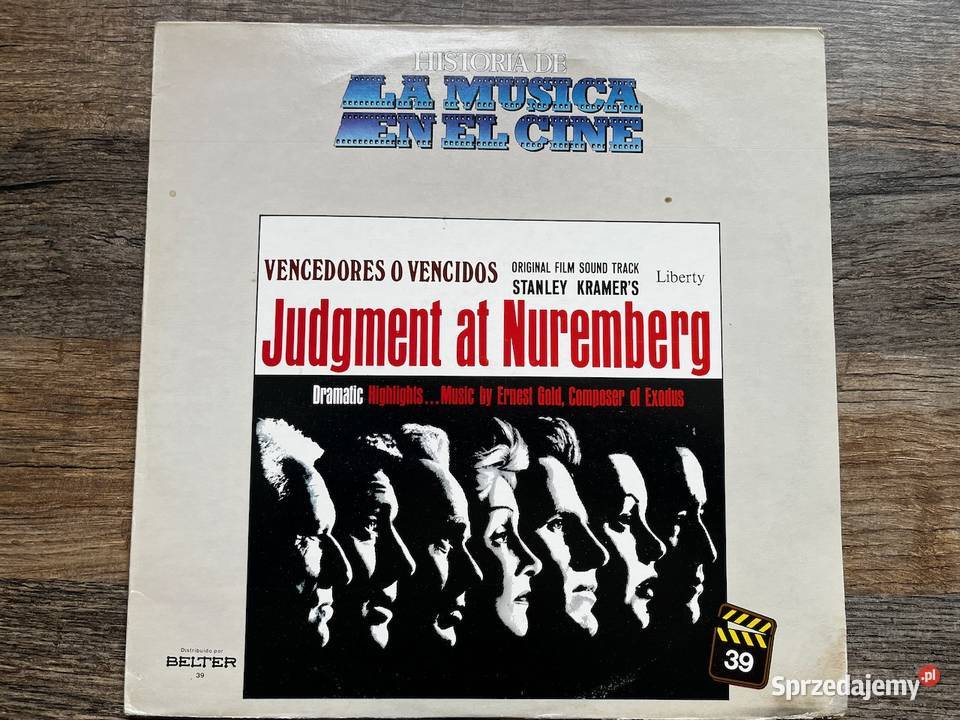 HISTORIA DE
LA MUSICA
EN EL CINE
VENCEDORES O VENCIDOS
ORIGINAL FILM SOUND TRACK
STANLEY KRAMER'S
Liberty
Judgment at Nuremberg
Dramatic Highlights...Music by Ernest Gold, Composer of Exodus
Distribuido por
BELTER
39
39
Sprzedajemy.pl